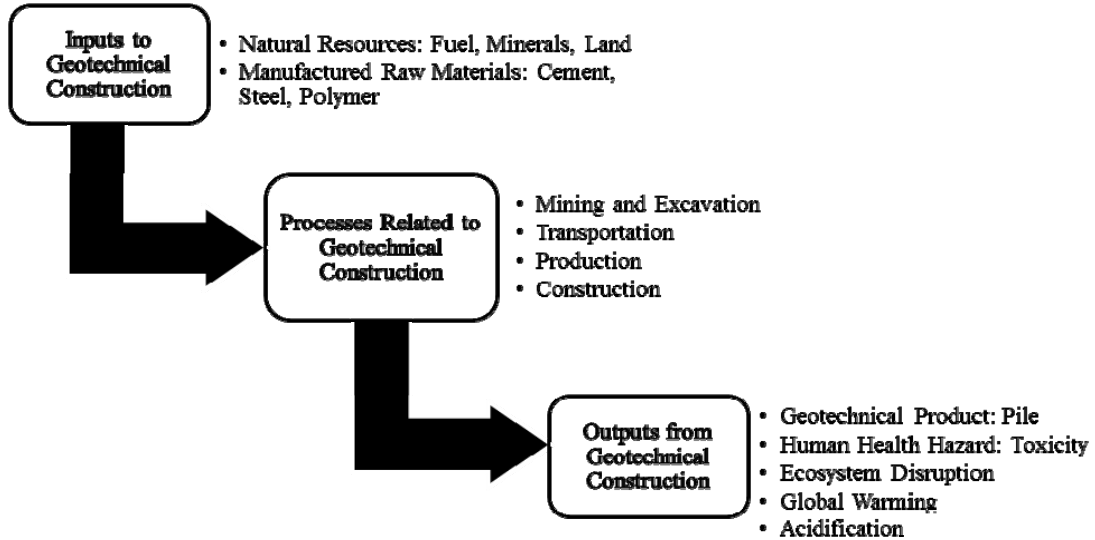 Inputs to
Geotechnical
Construction
• Natural Resources: Fuel, Minerals, Land
• Manufactured Raw Materials: Cement,
Steel, Polymer
Processes Related to
Geotechnical
Construction
• Mining and Excavation
• Transportation
• Production
• Construction
Outputs from
Geotechnical
Construction
• Geotechnical Product: Pile
• Human Health Hazard: Toxicity
• Ecosystem Disruption
• Global Warming
• Acidification